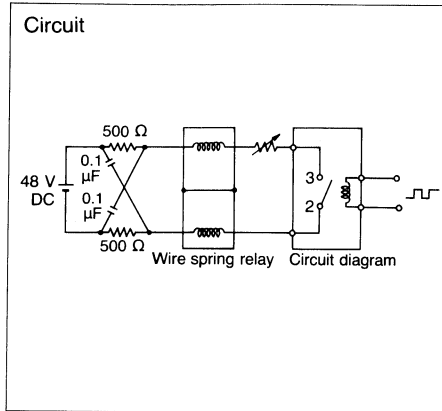 Circuit
500 Ω
0.1
μF
48 V
DC
0.1
μF
500 Ω
3
2
Wire spring relay
Circuit diagram